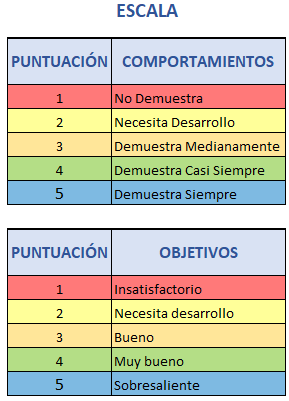 ESCALA
PUNTUACIÓN COMPORTAMIENTOS
1 No Demuestra
2 Necesita Desarrollo
3 Demuestra Medianamente
4 Demuestra Casi Siempre
5 Demuestra Siempre
PUNTUACIÓN OBJETIVOS
1 Insatisfactorio
2 Necesita desarrollo
3 Bueno
4 Muy bueno
5 Sobresaliente